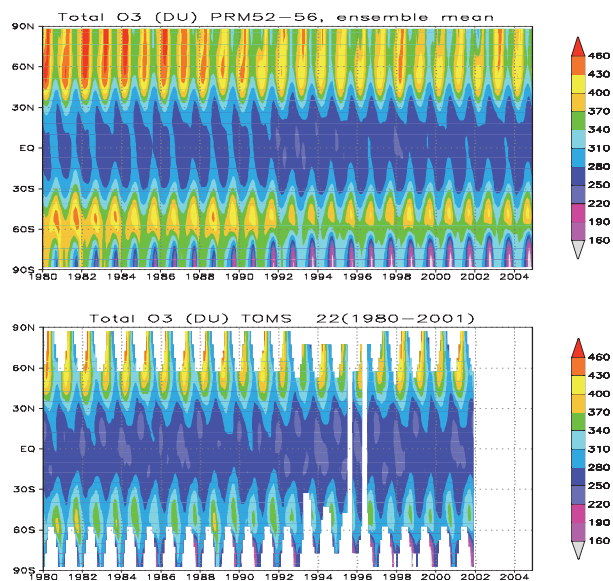 Total O3 (DU) PRM52-56, ensemble mean
90N
60N
30N
EQ
30S
60S
90S
1980 1982 1984 1986 1988 1990 1992 1994 1996 1998 2000 2002 2004
460
430
400
370
340
310
280
250
220
190
160
Total O3 (DU) TOMS 22(1980-2001)
90N
60N
30N
EQ
30S
60S
90S
1980 1982 1984 1986 1988 1990 1992 1994 1996 1998 2000 2002 2004
460
430
400
370
340
310
280
250
220
190
160